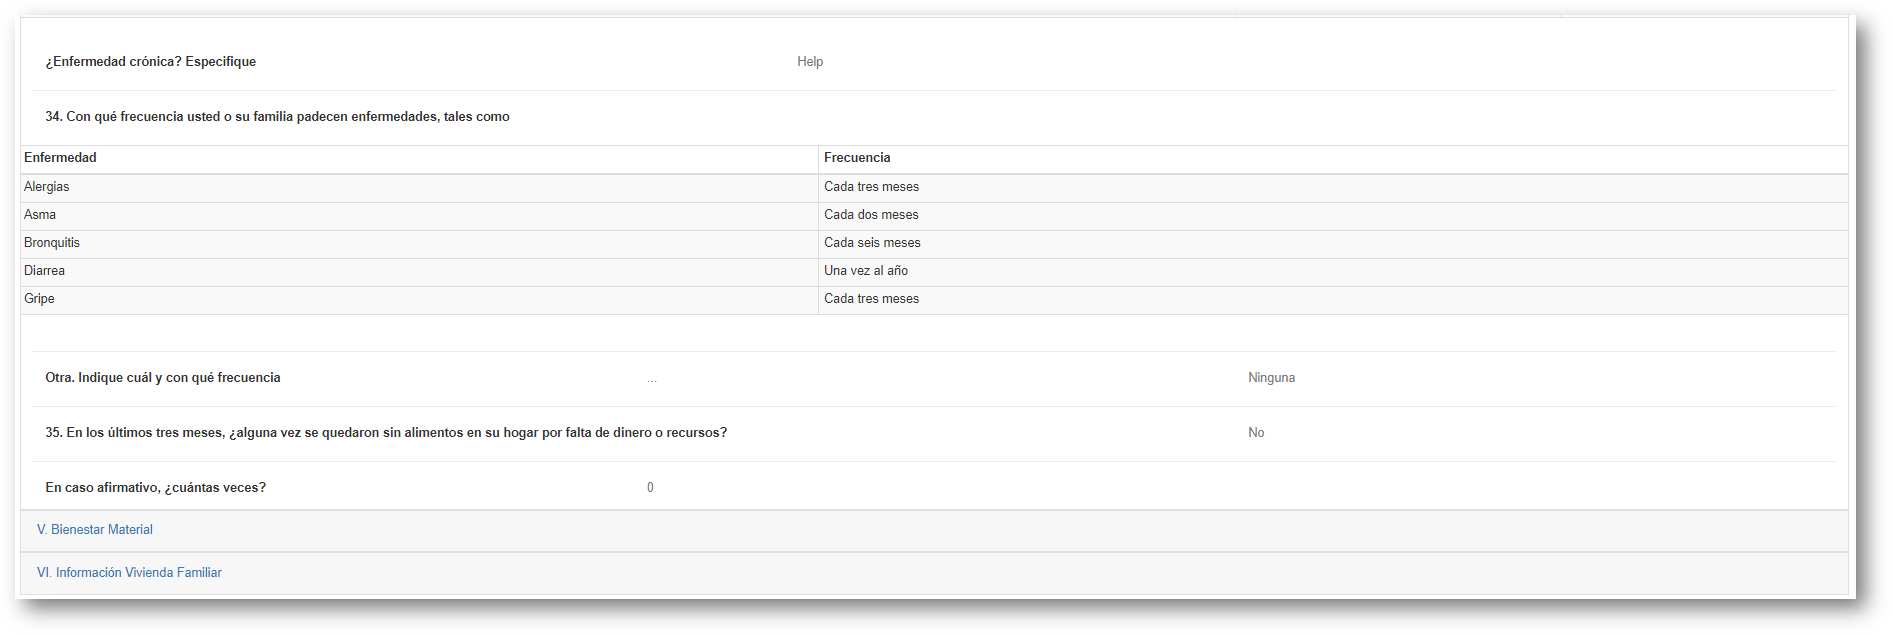 ¿Enfermedad crónica? Especifique Help
34. Con qué frecuencia usted o su familia padecen enfermedades, tales como
Enfermedad Frecuencia
Alergias Cada tres meses
Asma Cada dos meses
Bronquitis Cada seis meses
Diarrea Una vez al año
Gripe Cada tres meses
Otra. Indique cuál y con qué frecuencia ... Ninguna
35. En los últimos tres meses, ¿alguna vez se quedaron sin alimentos en su hogar por falta de dinero o recursos? No
En caso afirmativo, ¿cuántas veces? 0
V. Bienestar Material
VI. Información Vivienda Familiar